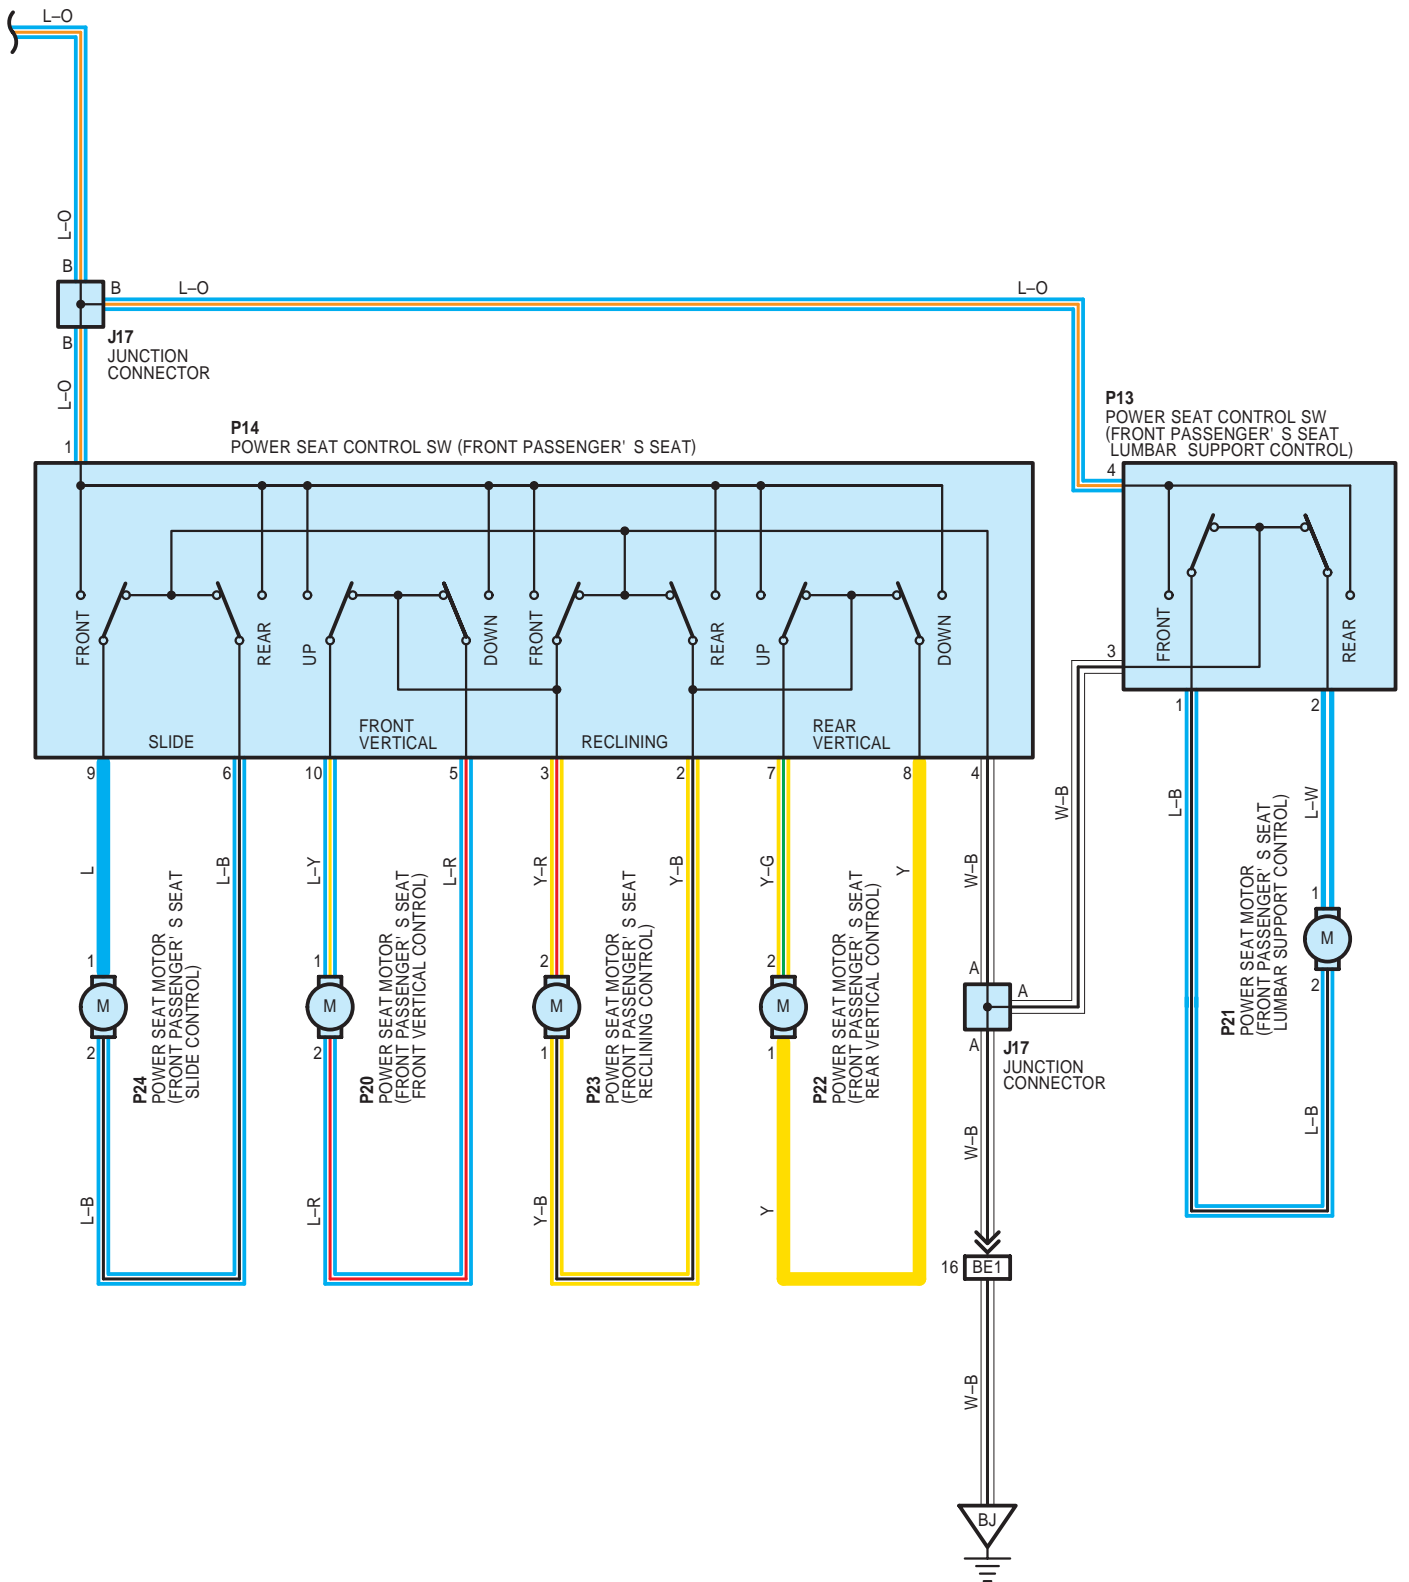 L–O
L–O
B
B
L–O
L–O
B
J17
JUNCTION
CONNECTOR
L–O
P14
POWER SEAT CONTROL SW (FRONT PASSENGER' S SEAT)
1
P13
POWER SEAT CONTROL SW
(FRONT PASSENGER' S SEAT
LUMBAR SUPPORT CONTROL)
4
FRONT
REAR
UP
DOWN
FRONT
REAR
UP
DOWN
SLIDE
FRONT
VERTICAL
RECLINING
REAR
VERTICAL
FRONT
REAR
3
1
2
9
6
10
5
3
2
7
8
4
L
L–B
L–Y
L–R
Y–R
Y–B
Y–G
Y
W–B
W–B
L–B
L–W
1
M
2
P24
POWER SEAT MOTOR
(FRONT PASSENGER' S SEAT
SLIDE CONTROL)
1
M
2
P20
POWER SEAT MOTOR
(FRONT PASSENGER' S SEAT
FRONT VERTICAL CONTROL)
2
M
1
P23
POWER SEAT MOTOR
(FRONT PASSENGER' S SEAT
RECLINING CONTROL)
2
M
1
P22
POWER SEAT MOTOR
(FRONT PASSENGER' S SEAT
REAR VERTICAL CONTROL)
A
A
A
J17
JUNCTION
CONNECTOR
P21
POWER SEAT MOTOR
(FRONT PASSENGER' S SEAT
LUMBAR SUPPORT CONTROL)
1
M
2
L–B
L–B
L–R
Y–B
Y
W–B
16
BE1
W–B
BJ